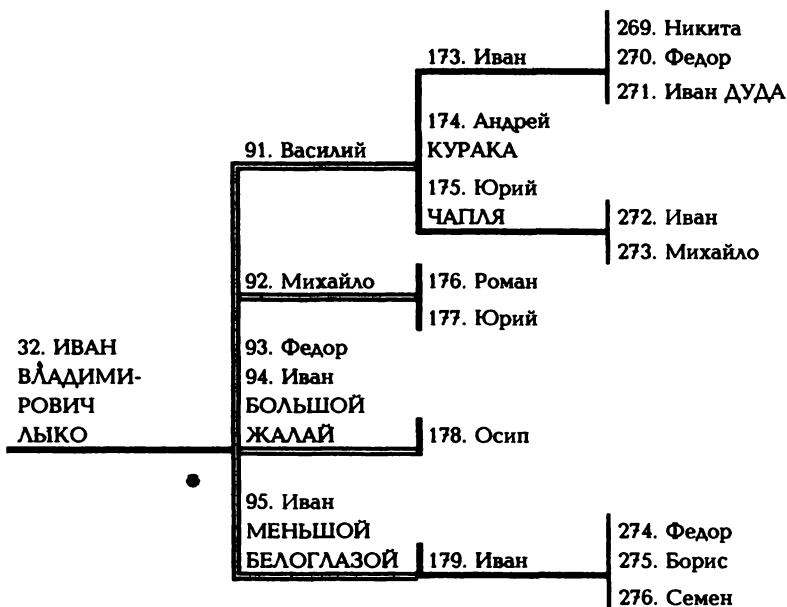 269. Никита
173. Иван
270. Федор
271. Иван ДУДА
174. Андрей
КУРАКА
91. Василий
175. Юрий
ЧАПЛЯ
272. Иван
273. Михайло
92. Михайло
176. Роман
177. Юрий
32. ИВАН
ВЛАДИМИ-
РОВИЧ
ЛЫКО
93. Федор
94. Иван
БОЛЬШОЙ
ЖАЛАЙ
178. Осип
95. Иван
МЕНЬШОЙ
БЕЛОГЛАЗОЙ
179. Иван
274. Федор
275. Борис
276. Семен